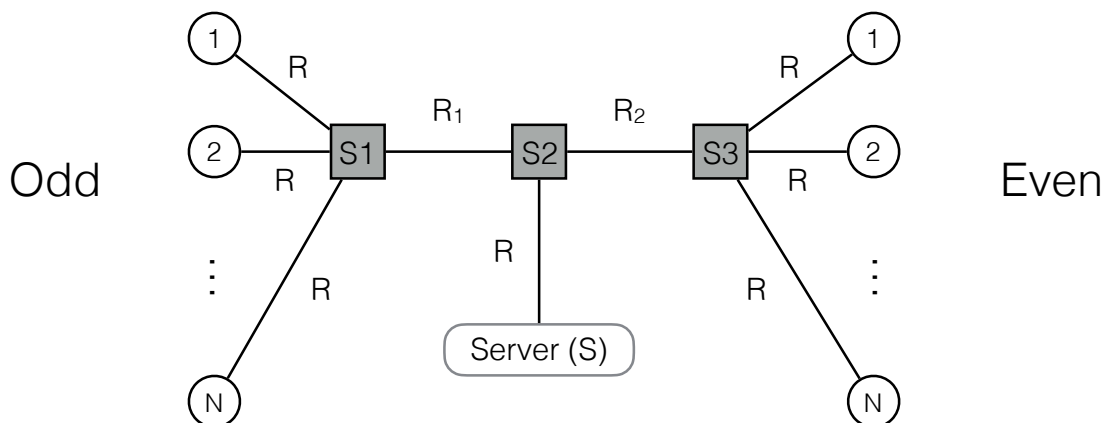 1
1
R
R
R₁
R₂
2
S1
S2
S3
2
R
R
Odd
Even
R
⋮
⋮
R
R
Server (S)
N
N